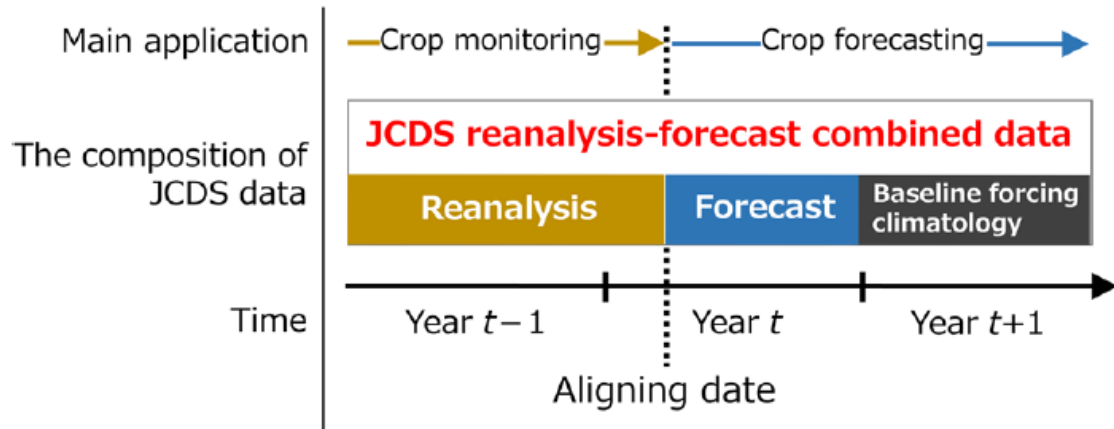 Main application
Crop monitoring
Crop forecasting
The composition of
JCDS data
JCDS reanalysis-forecast combined data
Reanalysis
Forecast
Baseline forcing
climatology
Time
Year t−1
Year t
Year t+1
Aligning date